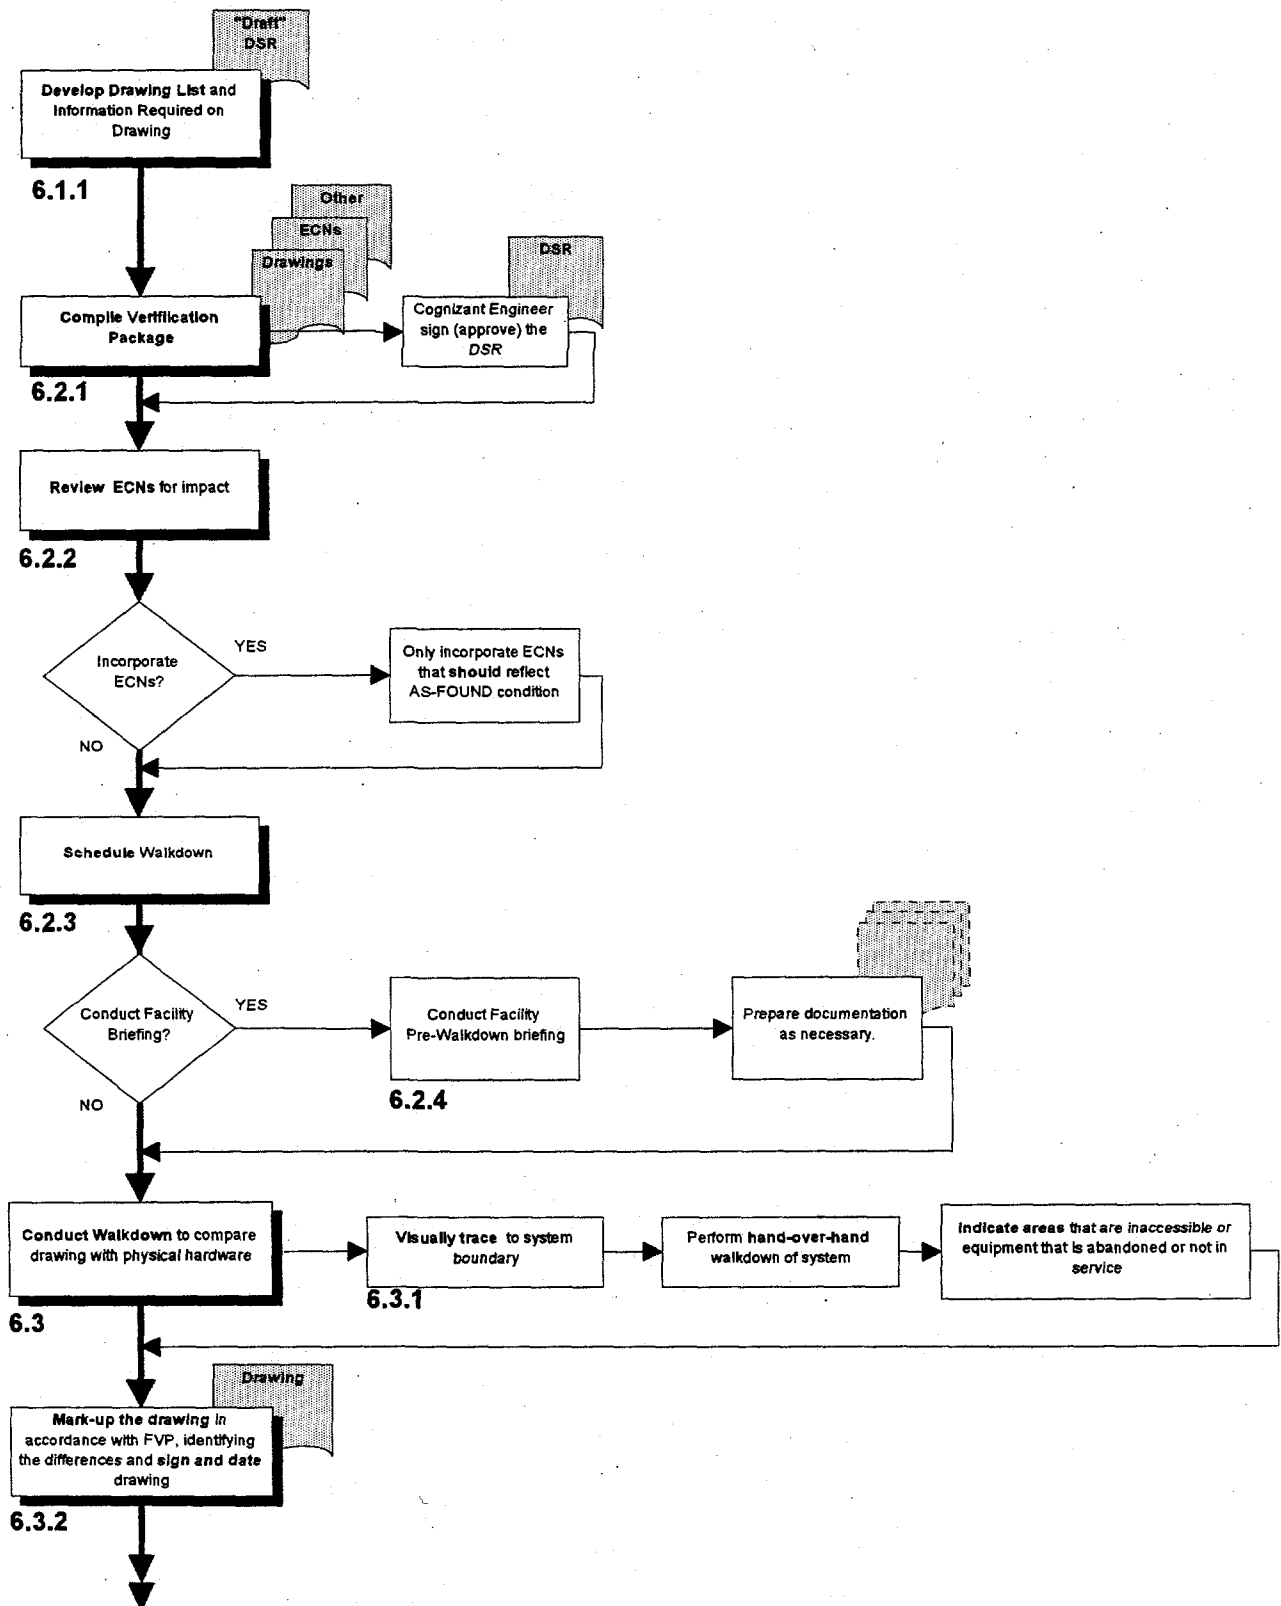 "Draft"
DSR
Develop Drawing List and
Information Required on
Drawing
6.1.1
Other
ECNs
Drawings
DSR
Compile Verifilication
Package
Cognizant Engineer
sign (approve) the
DSR
6.2.1
Review ECNs for impact
6.2.2
Incorporate
ECNs?
YES
Only incorporate ECNs
that should reflect
AS-FOUND condition
NO
Schedule Walkdown
6.2.3
Conduct Facility
Briefing?
YES
Conduct Facility
Pre-Walkdown briefing
6.2.4
Prepare documentation
as necessary.
NO
Conduct Walkdown to compare
drawing with physical hardware
6.3
Visually trace to system
boundary
6.3.1
Perform hand-over-hand
walkdown of system
Indicate areas that are inaccessible or
equipment that is abandoned or not in
service
Drawing
Mark-up the drawing in
accordance with FVP, identifying
the differences and sign and date
drawing
6.3.2